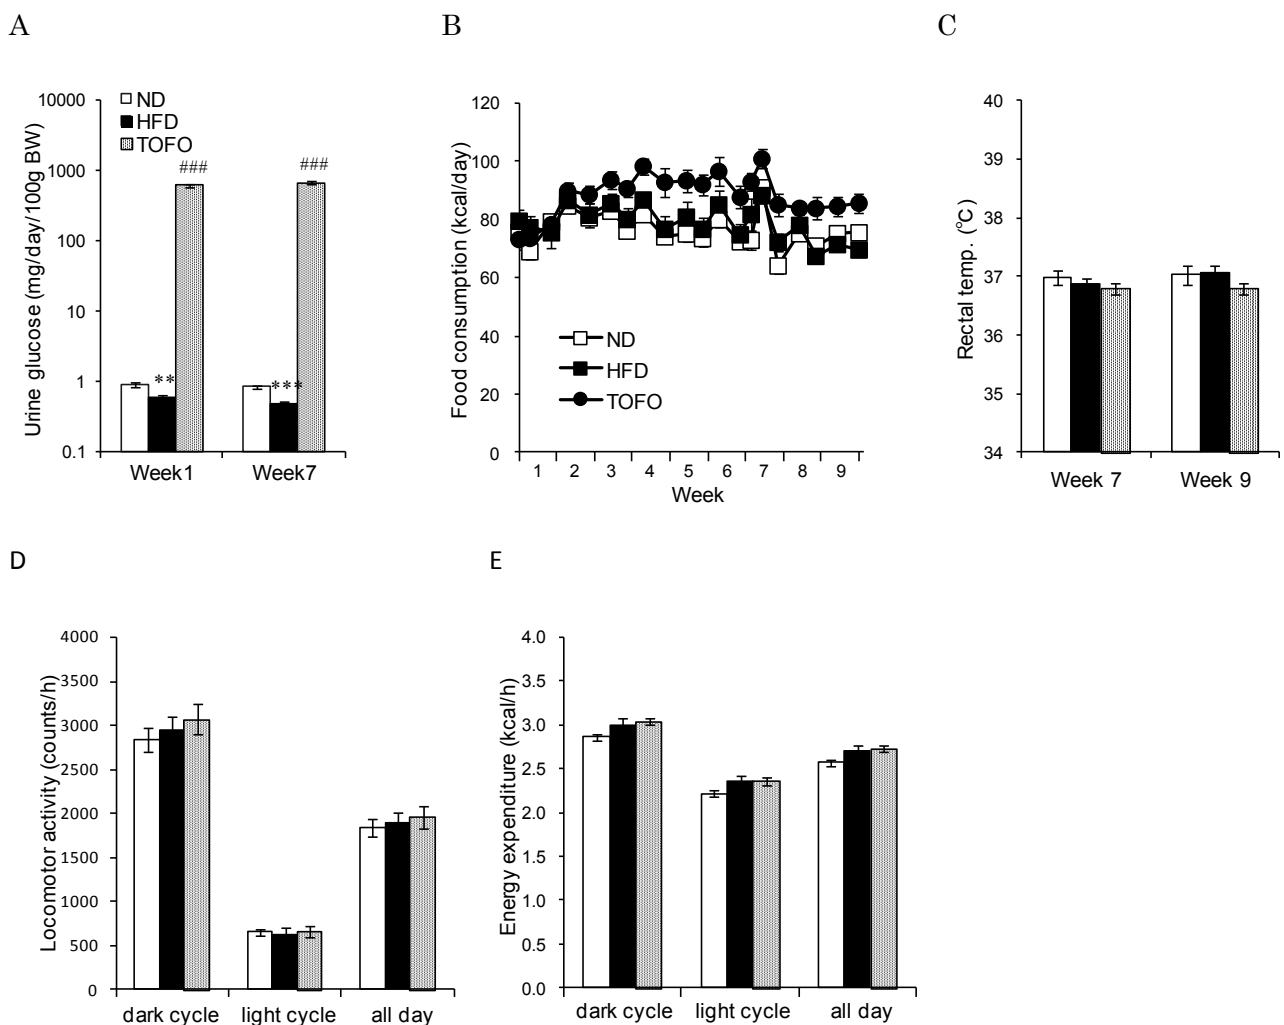 A
B
C
ND
HFD
TOFO
Urine glucose (mg/day/100g BW)
10000
1000
100
10
1
0.1
###
###
**
***
Week1
Week7
Food consumption (kcal/day)
120
100
80
60
40
20
0
ND
HFD
TOFO
1 2 3 4 5 6 7 8 9
Week
Rectal temp. (°C)
40
39
38
37
36
35
34
Week 7
Week 9
D
E
Locomotor activity (counts/h)
4000
3500
3000
2500
2000
1500
1000
500
0
dark cycle light cycle all day
Energy expenditure (kcal/h)
4.0
3.5
3.0
2.5
2.0
1.5
1.0
0.5
0.0
dark cycle light cycle all day